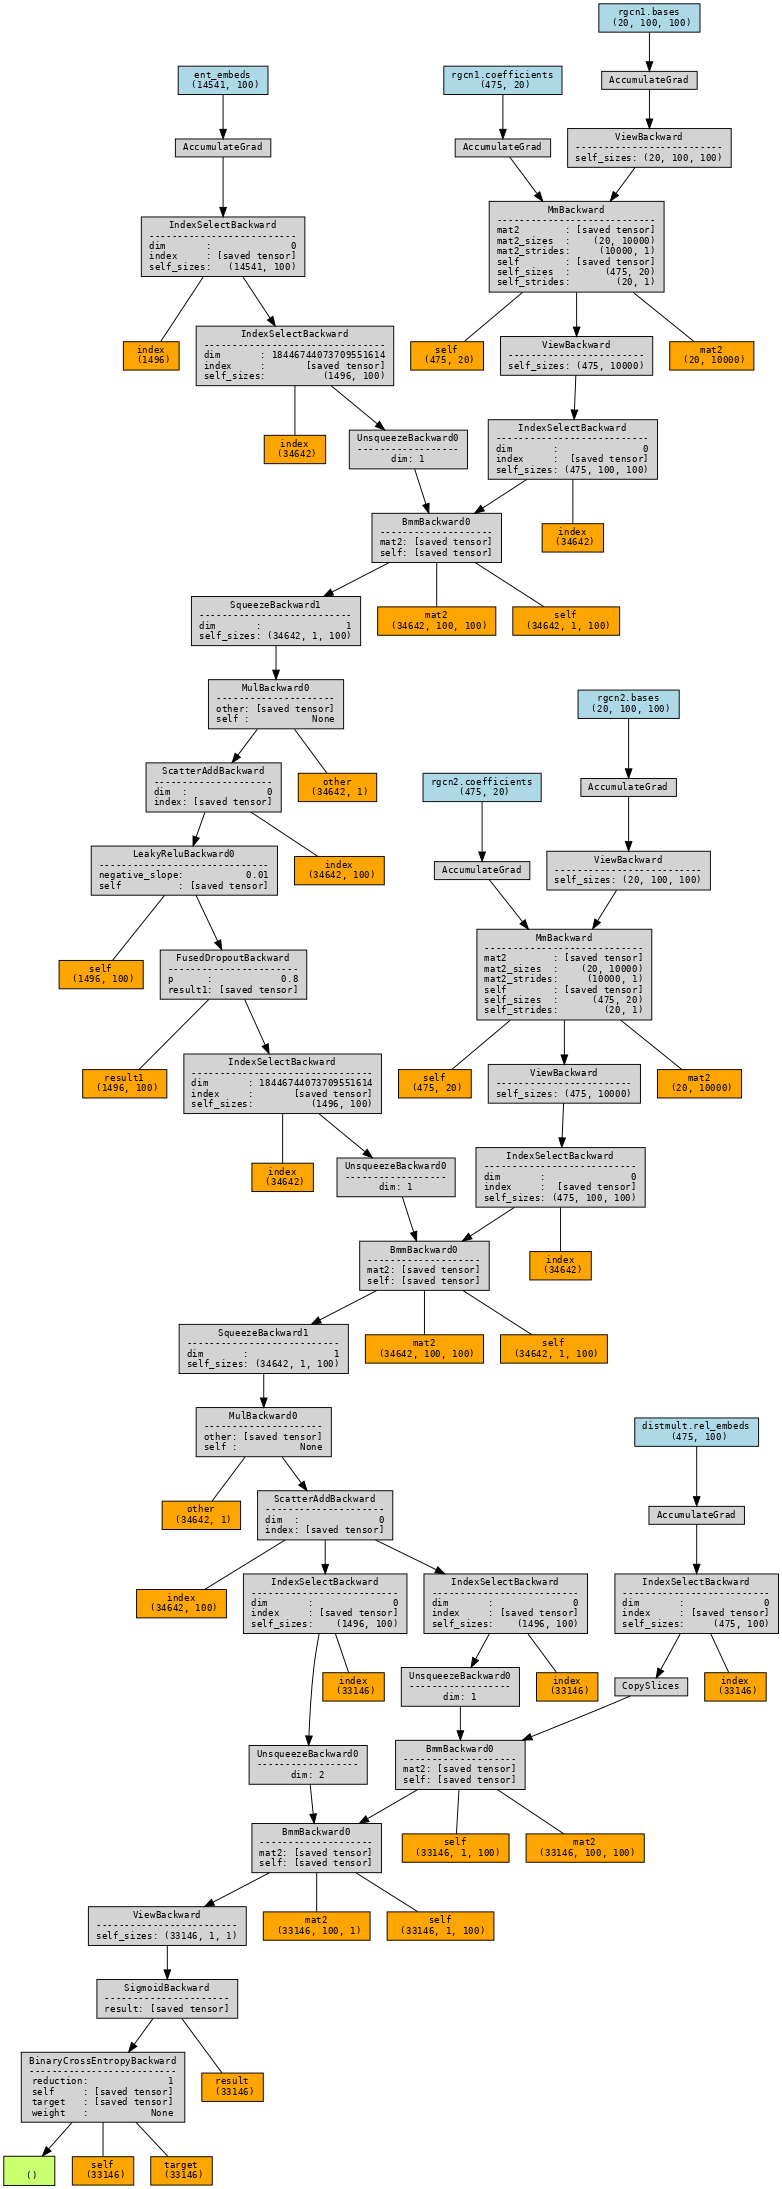 rgcn1.bases
(20, 100, 100)
ent_embeds
(14541, 100)
rgcn1.coefficients
(475, 20)
AccumulateGrad
AccumulateGrad
AccumulateGrad
ViewBackward
------------------------
self_sizes: (20, 100, 100)
IndexSelectBackward
--------------------------
dim       :              0
index     : [saved tensor]
self_sizes:   (14541, 100)
MmBackward
----------------------------
mat2        : [saved tensor]
mat2_sizes  :    (20, 10000)
mat2_strides:     (10000, 1)
self        : [saved tensor]
self_sizes  :      (475, 20)
self_strides:        (20, 1)
index
(1496)
IndexSelectBackward
--------------------------------
dim       : 18446744073709551614
index     :       [saved tensor]
self_sizes:          (1496, 100)
self
(475, 20)
ViewBackward
------------------------
self_sizes: (475, 10000)
mat2
(20, 10000)
index
(34642)
UnsqueezeBackward0
------------------
dim: 1
IndexSelectBackward
---------------------------
dim       :               0
index     :  [saved tensor]
self_sizes: (475, 100, 100)
BmmBackward0
--------------------
mat2: [saved tensor]
self: [saved tensor]
index
(34642)
SqueezeBackward1
---------------------------
dim       :               1
self_sizes: (34642, 1, 100)
mat2
(34642, 100, 100)
self
(34642, 1, 100)
MulBackward0
---------------------
other: [saved tensor]
self :           None
rgcn2.bases
(20, 100, 100)
ScatterAddBackward
---------------------
dim  :              0
index: [saved tensor]
other
(34642, 1)
rgcn2.coefficients
(475, 20)
AccumulateGrad
LeakyReluBackward0
------------------------------
negative_slope:           0.01
self          : [saved tensor]
index
(34642, 100)
AccumulateGrad
ViewBackward
--------------------------
self_sizes: (20, 100, 100)
self
(1496, 100)
FusedDropoutBackward
-----------------------
p      :            0.8
result1: [saved tensor]
MmBackward
----------------------------
mat2        : [saved tensor]
mat2_sizes  :    (20, 10000)
mat2_strides:     (10000, 1)
self        : [saved tensor]
self_sizes  :      (475, 20)
self_strides:        (20, 1)
result1
(1496, 100)
IndexSelectBackward
--------------------------------
dim       : 18446744073709551614
index     :       [saved tensor]
self_sizes:          (1496, 100)
self
(475, 20)
ViewBackward
------------------------
self_sizes: (475, 10000)
mat2
(20, 10000)
index
(34642)
UnsqueezeBackward0
------------------
dim: 1
IndexSelectBackward
---------------------------
dim       :               0
index     :  [saved tensor]
self_sizes: (475, 100, 100)
BmmBackward0
--------------------
mat2: [saved tensor]
self: [saved tensor]
index
(34642)
SqueezeBackward1
---------------------------
dim       :               1
self_sizes: (34642, 1, 100)
mat2
(34642, 100, 100)
self
(34642, 1, 100)
MulBackward0
---------------------
other: [saved tensor]
self :           None
distmult.rel_embeds
(475, 100)
other
(34642, 1)
ScatterAddBackward
---------------------
dim  :              0
index: [saved tensor]
AccumulateGrad
index
(34642, 100)
IndexSelectBackward
--------------------------
dim       :              0
index     : [saved tensor]
self_sizes:    (1496, 100)
IndexSelectBackward
--------------------------
dim       :              0
index     : [saved tensor]
self_sizes:    (1496, 100)
IndexSelectBackward
--------------------------
dim       :              0
index     : [saved tensor]
self_sizes:     (475, 100)
index
(33146)
UnsqueezeBackward0
------------------
dim: 1
index
(33146)
CopySlices
index
(33146)
UnsqueezeBackward0
------------------
dim: 2
BmmBackward0
--------------------
mat2: [saved tensor]
self: [saved tensor]
BmmBackward0
--------------------
mat2: [saved tensor]
self: [saved tensor]
self
(33146, 1, 100)
mat2
(33146, 100, 100)
ViewBackward
-------------------------
self_sizes: (33146, 1, 1)
mat2
(33146, 100, 1)
self
(33146, 1, 100)
SigmoidBackward
----------------------
result: [saved tensor]
BinaryCrossEntropyBackward
--------------------------
reduction:              1
self     : [saved tensor]
target   : [saved tensor]
weight   :           None
result
(33146)
()
self
(33146)
target
(33146)